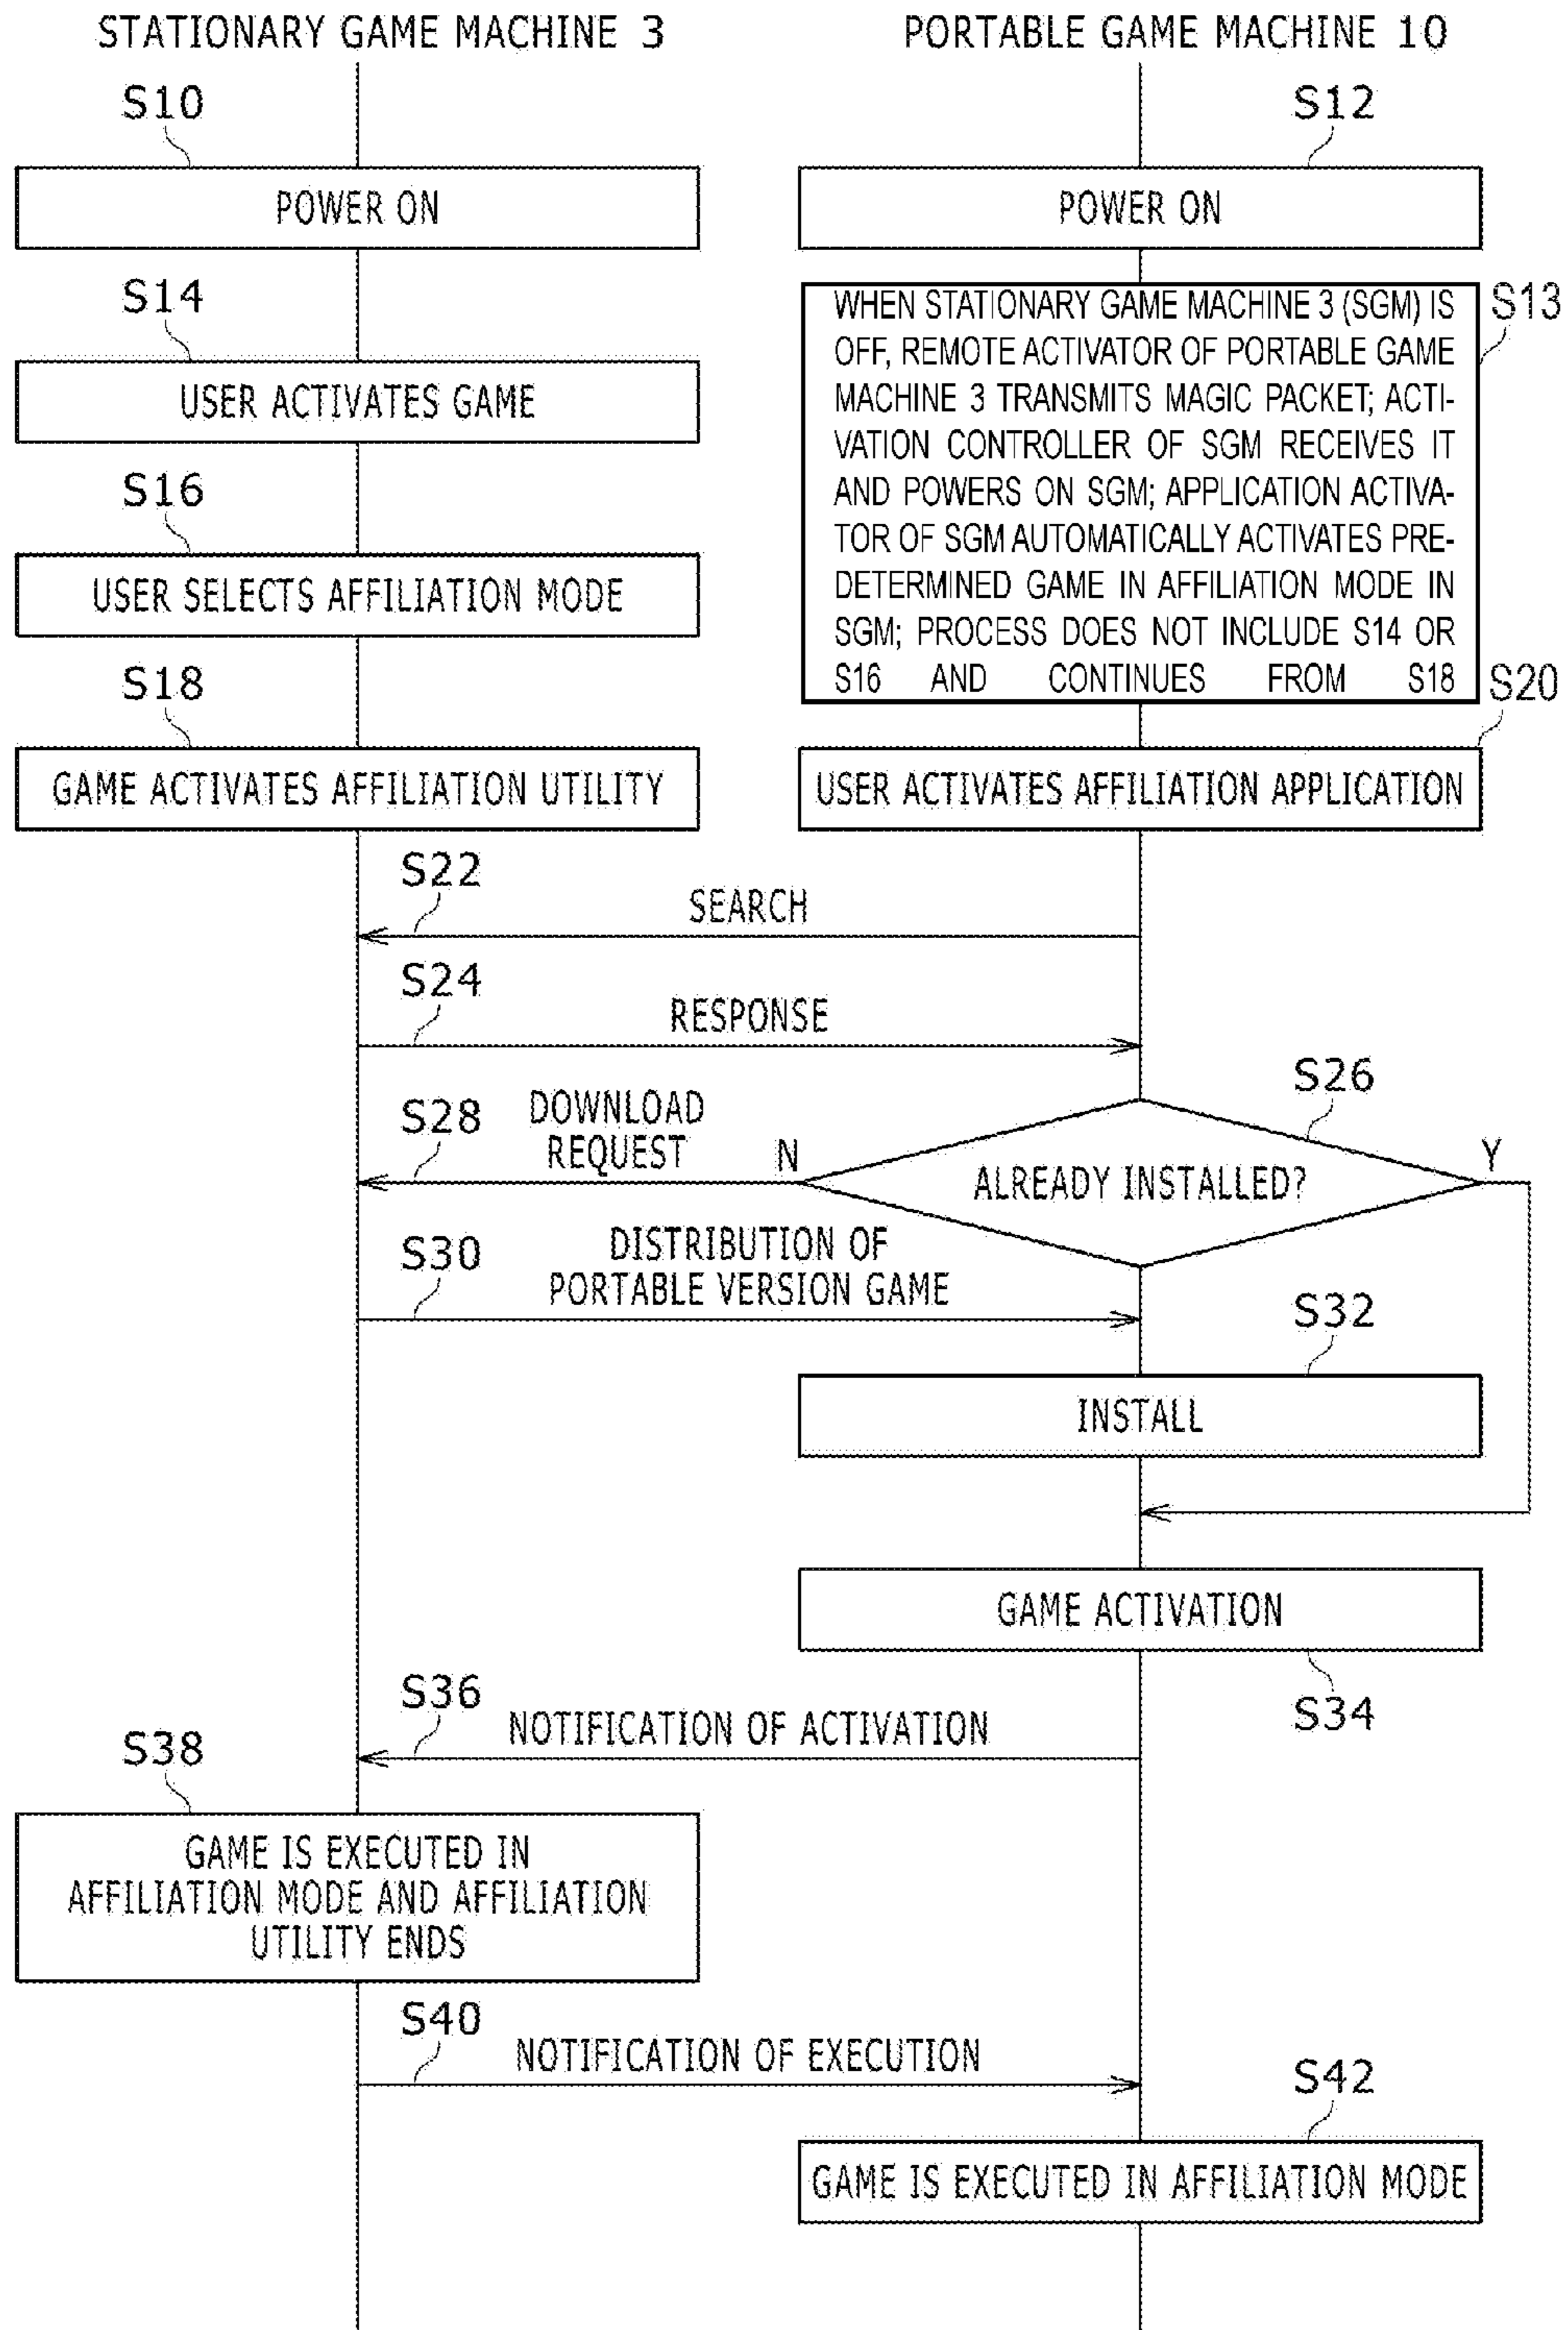 STATIONARY GAME MACHINE 3
PORTABLE GAME MACHINE 10
S10
S12
POWER ON
POWER ON
S14
S13
WHEN STATIONARY GAME MACHINE 3 (SGM) IS
OFF, REMOTE ACTIVATOR OF PORTABLE GAME
MACHINE 3 TRANSMITS MAGIC PACKET; ACTI-
VATION CONTROLLER OF SGM RECEIVES IT
AND POWERS ON SGM; APPLICATION ACTIVA-
TOR OF SGM AUTOMATICALLY ACTIVATES PRE-
DETERMINED GAME IN AFFILIATION MODE IN
SGM; PROCESS DOES NOT INCLUDE S14 OR
S16 AND CONTINUES FROM S18
USER ACTIVATES GAME
S16
USER SELECTS AFFILIATION MODE
S18
S20
GAME ACTIVATES AFFILIATION UTILITY
USER ACTIVATES AFFILIATION APPLICATION
S22
SEARCH
S24
RESPONSE
S26
S28
DOWNLOAD
REQUEST
N
ALREADY INSTALLED?
Y
S30
DISTRIBUTION OF
PORTABLE VERSION GAME
S32
INSTALL
GAME ACTIVATION
S34
S36
NOTIFICATION OF ACTIVATION
S38
GAME IS EXECUTED IN
AFFILIATION MODE AND AFFILIATION
UTILITY ENDS
S40
NOTIFICATION OF EXECUTION
S42
GAME IS EXECUTED IN AFFILIATION MODE